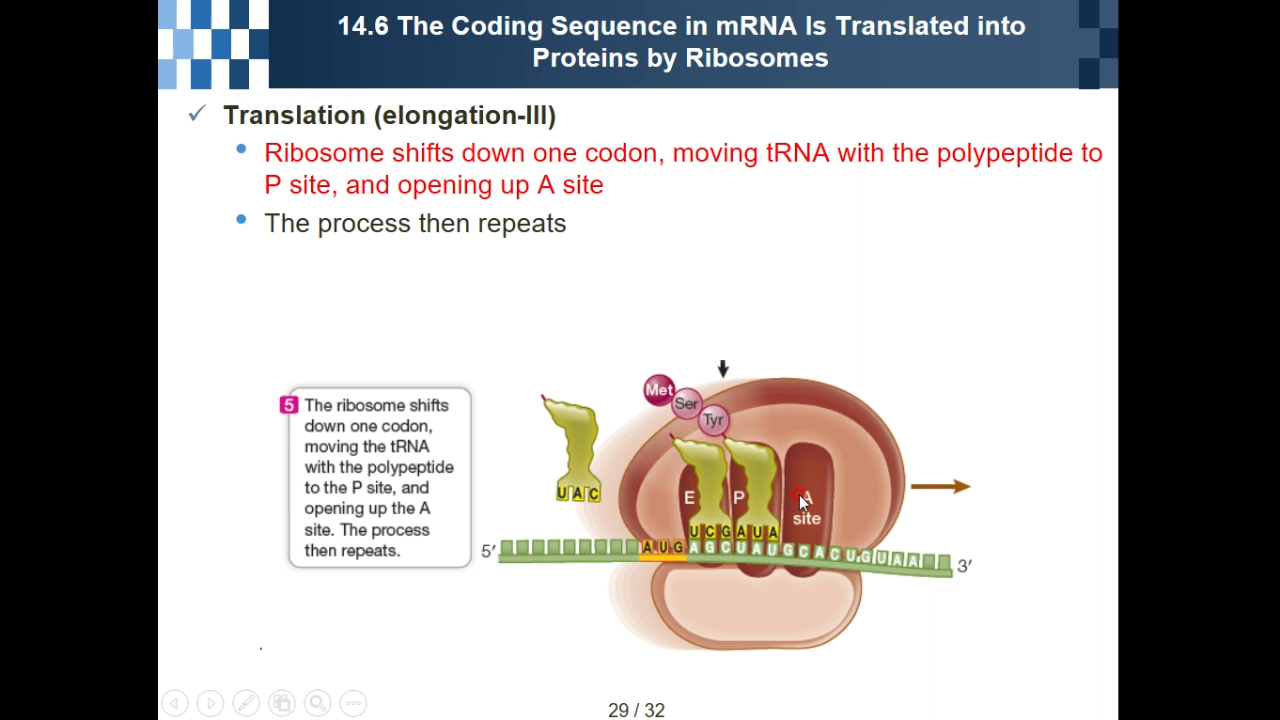 14.6 The Coding Sequence in mRNA Is Translated into
Proteins by Ribosomes
Translation (elongation-III)
Ribosome shifts down one codon, moving tRNA with the polypeptide to
P site, and opening up A site
The process then repeats
5 The ribosome shifts
down one codon,
moving the tRNA
with the polypeptide
to the P site, and
opening up the A
site. The process
then repeats.
Met
Ser
Tyr
UAC
E
P
A
site
UCGAUA
5′
AUGAGCUAUGCACUGUAA
3′
29 / 32